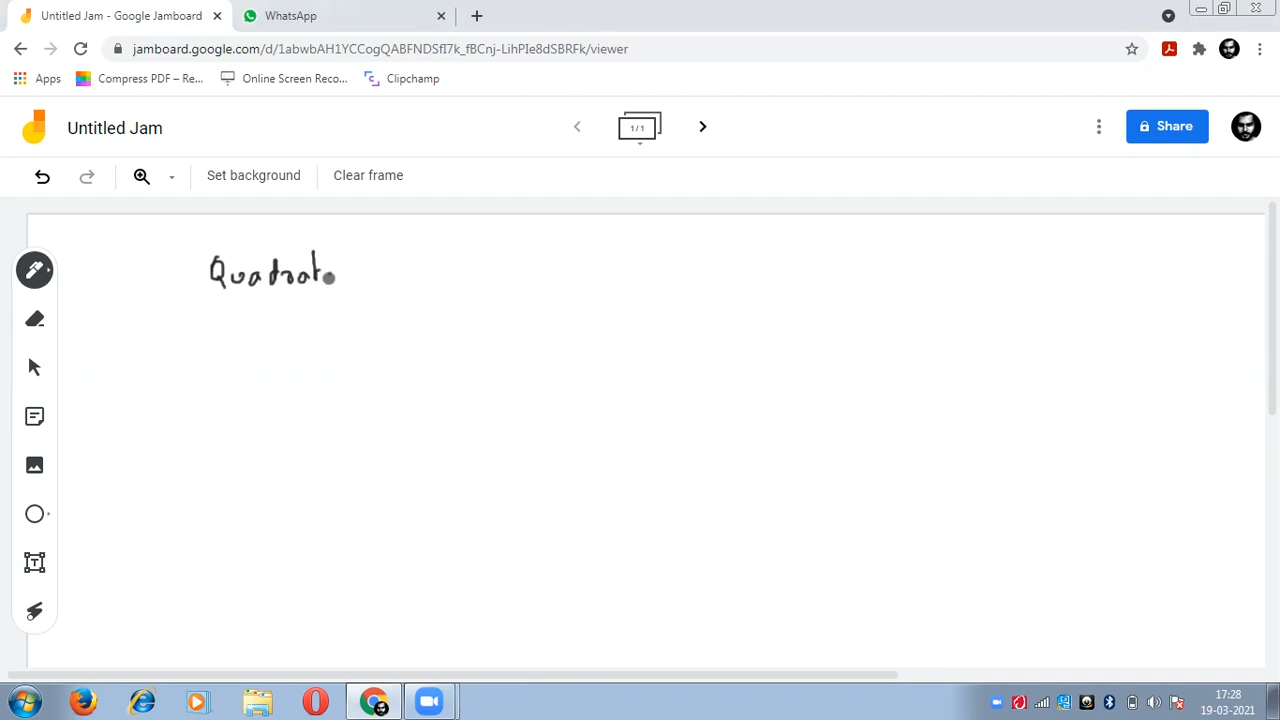 Untitled Jam - Google Jamboard
WhatsApp
jamboard.google.com/d/1abwbAH1YCCogQABFNDSfI7k_fBCnj-LihPIe8dSBRFk/viewer
Apps
Compress PDF – Re...
Online Screen Reco...
Clipchamp
Untitled Jam
1 / 1
Share
Set background
Clear frame
Quadrat
17:28
19-03-2021